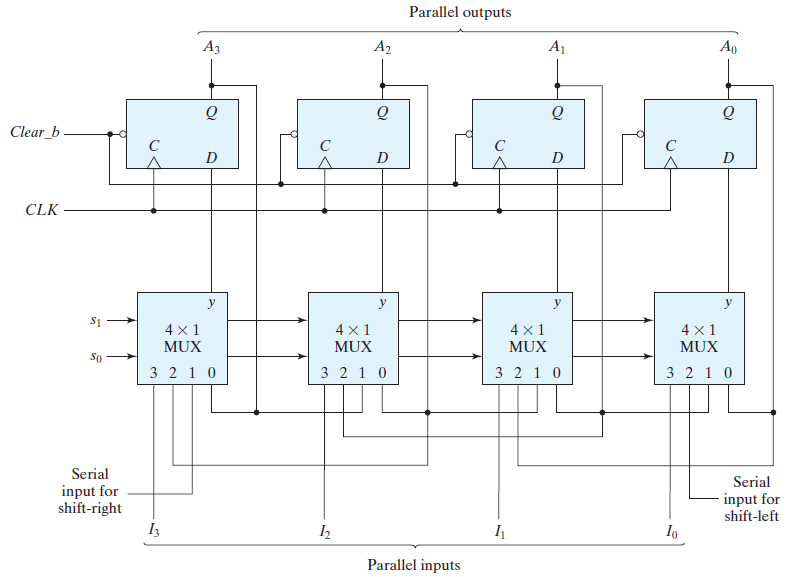 Parallel outputs
A3 A2 A1 A0
Q Q Q Q
Clear_b
C C C C
D D D D
CLK
y y y y
s1
4 × 1 4 × 1 4 × 1 4 × 1
MUX MUX MUX MUX
s0
3 2 1 0 3 2 1 0 3 2 1 0 3 2 1 0
Serial
input for
shift-right
Serial
input for
shift-left
I3 I2 I1 I0
Parallel inputs